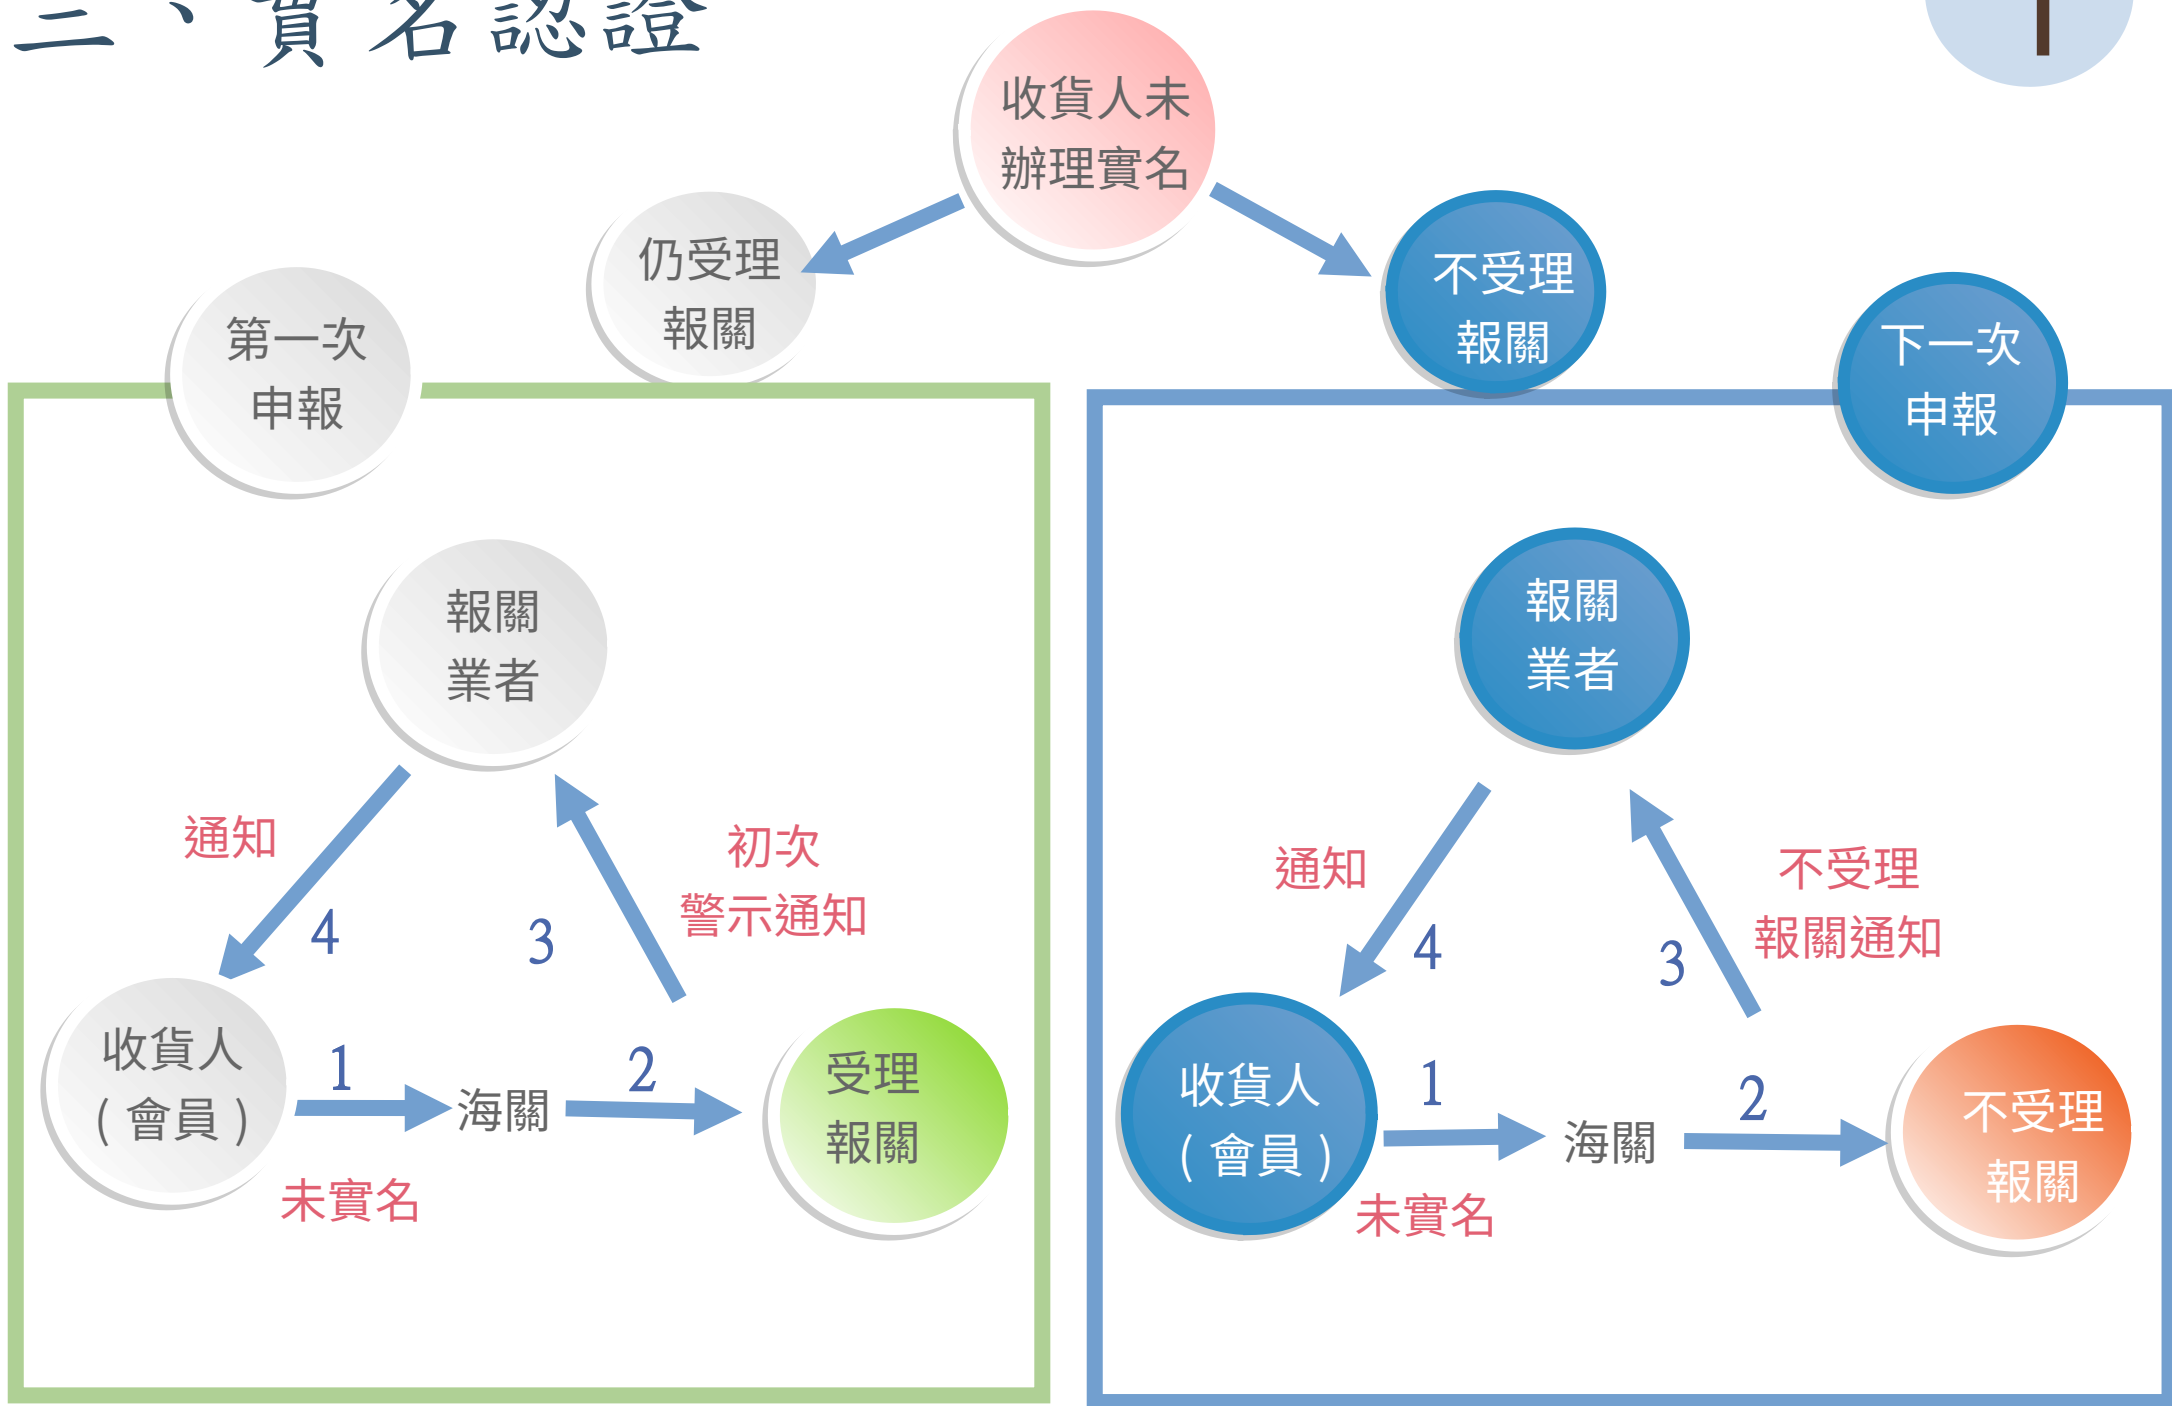 三、實名認證
收貨人未
辦理實名
仍受理
報關
不受理
報關
第一次
申報
報關
業者
通知
4
3
初次
警示通知
收貨人
(會員)
1
海關
2
受理
報關
未實名
下一次
申報
報關
業者
通知
4
3
不受理
報關通知
收貨人
(會員)
1
海關
2
不受理
報關
未實名